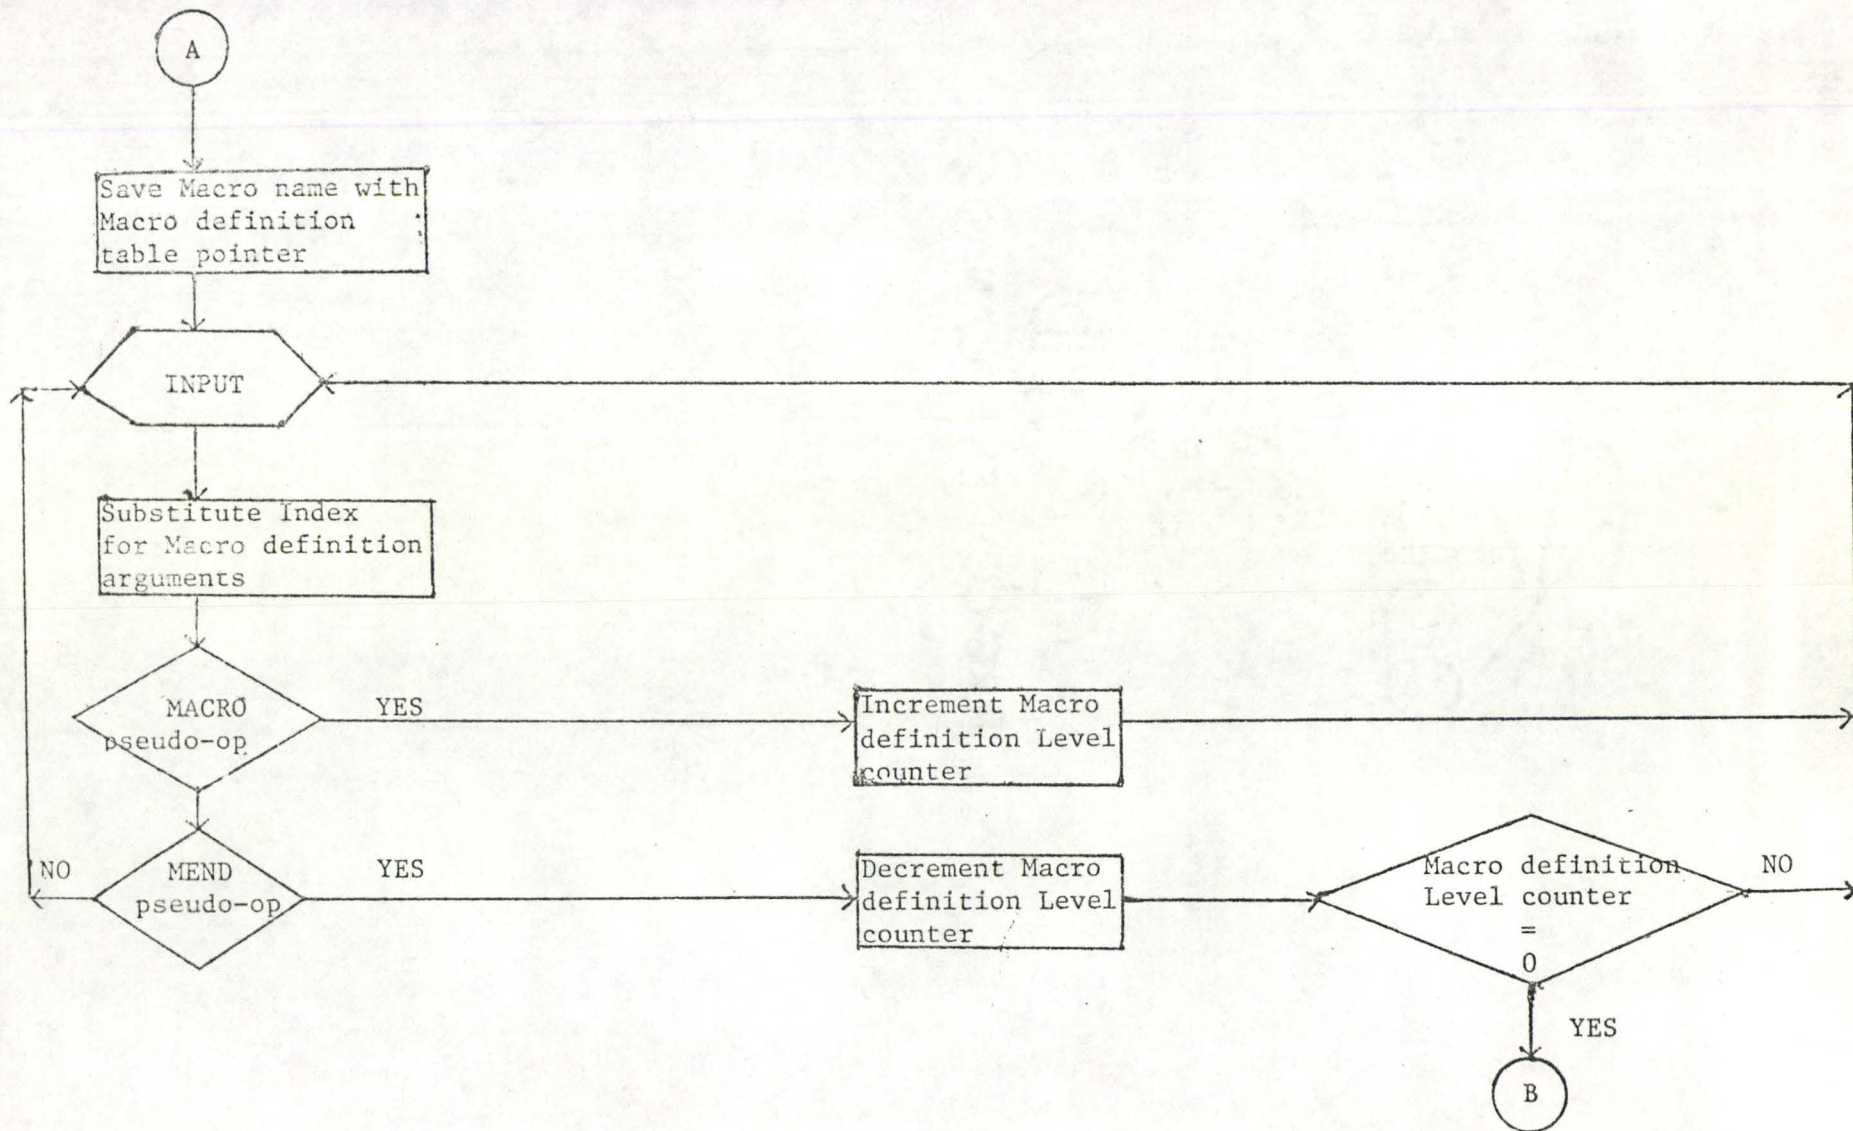 A
Save Macro name with
Macro definition
table pointer
INPUT
Substitute Index
for Macro definition
arguments
MACRO
pseudo-op
YES
Increment Macro
definition Level
counter
NO
MEND
pseudo-op
YES
Decrement Macro
definition Level
counter
Macro definition
Level counter
=
0
NO
YES
B